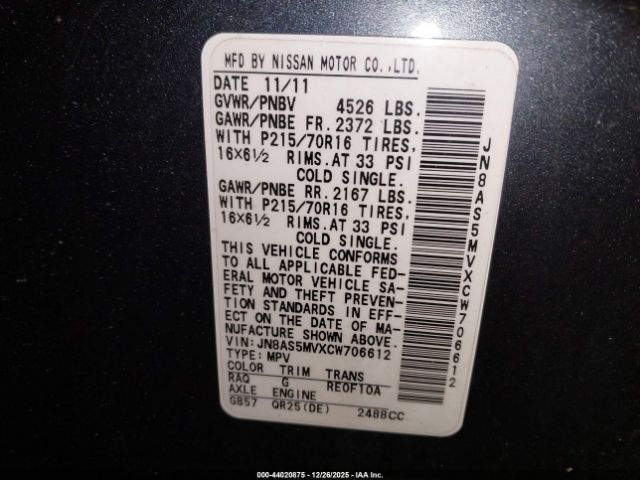 MFD BY NISSAN MOTOR CO.,LTD.
DATE 11/11
GVWR/PNBV 4526 LBS.
GAWR/PNBE FR. 2372 LBS.
WITH P215/70R16 TIRES,
16X6½ RIMS.AT 33 PSI
COLD SINGLE.
GAWR/PNBE RR. 2167 LBS.
WITH P215/70R16 TIRES,
16X6½ RIMS.AT 33 PSI
COLD SINGLE.
THIS VEHICLE CONFORMS
TO ALL APPLICABLE FED-
ERAL MOTOR VEHICLE SA-
FETY AND THEFT PREVEN-
TION STANDARDS IN EFF-
ECT ON THE DATE OF MA-
NUFACTURE SHOWN ABOVE.
VIN: JN8AS5MVXCW706612
TYPE: MPV
COLOR TRIM TRANS
RAQ G RE0F10A
AXLE ENGINE
GB57 QR25(DE) 2488CC
JN8AS5MVXCW706612
000-44020875 - 12/26/2025 - IAA Inc.